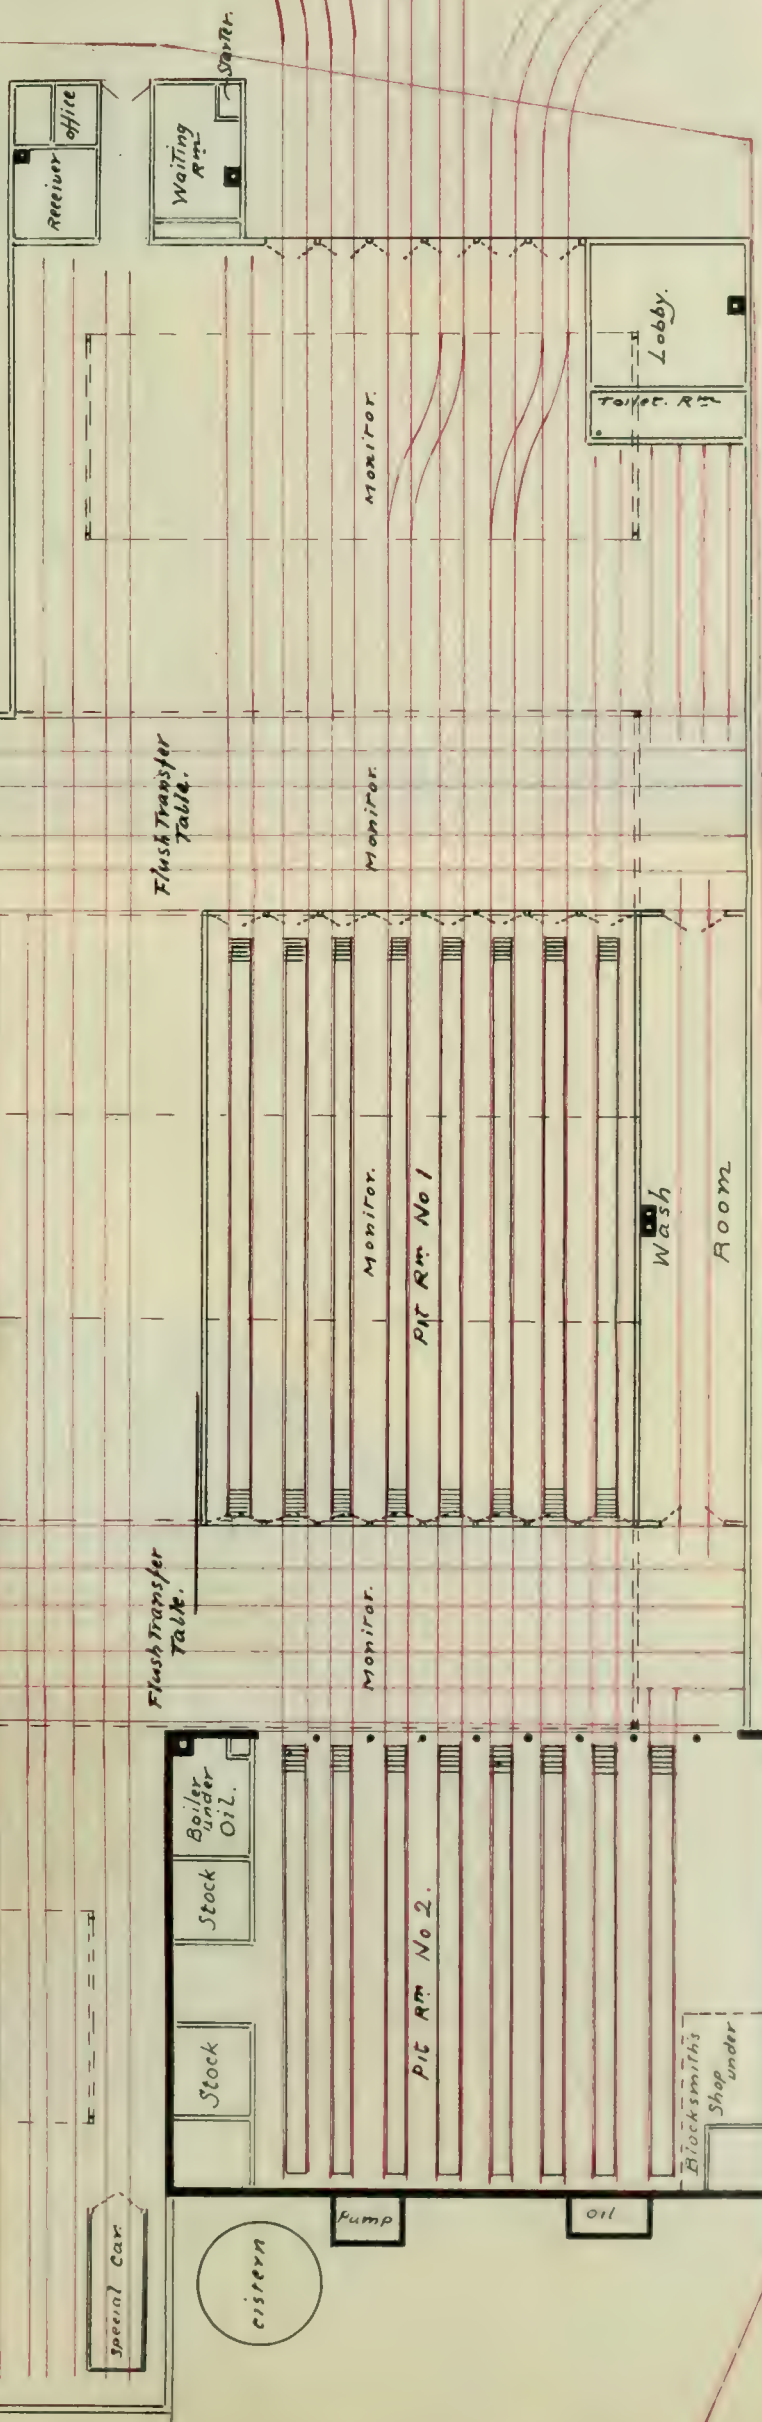 Starter.
office
Receiver
Waiting
Rm
Lobby.
Toilet. Rm
Monitor.
Flush Transfer
Table.
Monitor.
Monitor.
Pit Rm No 1
Wash
Room
Flush Transfer
Table.
Monitor.
Boiler
under
Oil.
Stock
Pit Rm No 2.
Stock
Blacksmith's
Shop
under
Pump
Oil
cistern
Special Car.